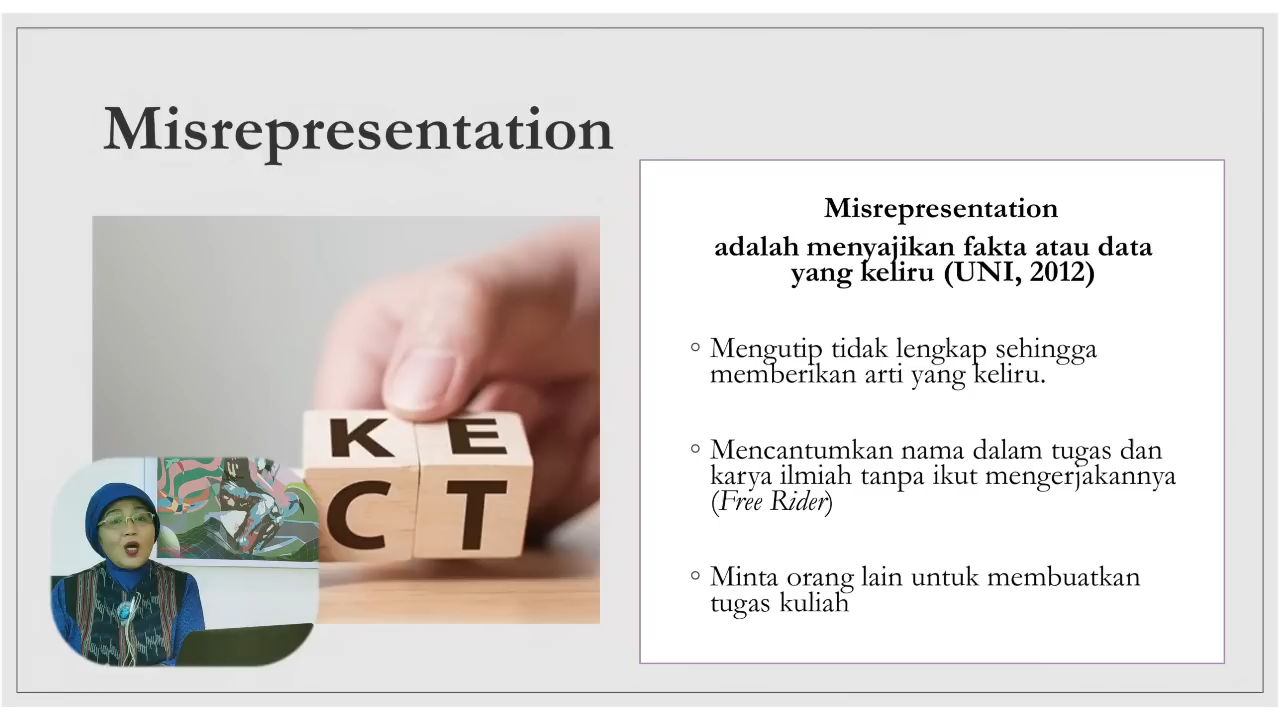 Misrepresentation
K E
C T
Misrepresentation
adalah menyajikan fakta atau data
yang keliru (UNI, 2012)
◦ Mengutip tidak lengkap sehingga
memberikan arti yang keliru.
◦ Mencantumkan nama dalam tugas dan
karya ilmiah tanpa ikut mengerjakannya
(Free Rider)
◦ Minta orang lain untuk membuatkan
tugas kuliah